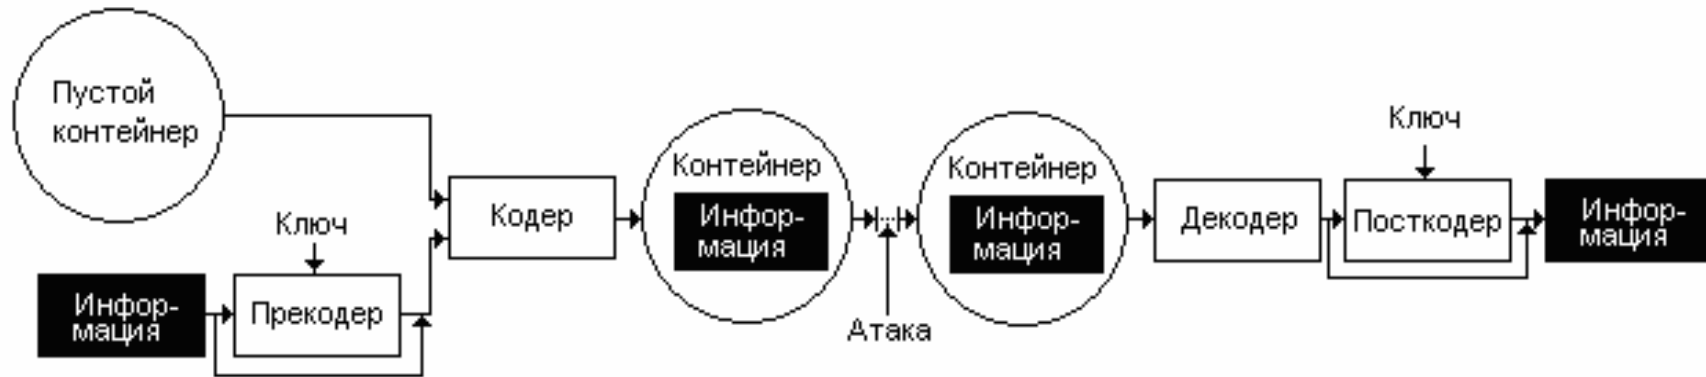 Пустой
контейнер
Ключ
Инфор-
мация
Прекодер
Кодер
Контейнер
Инфор-
мация
Атака
Контейнер
Инфор-
мация
Декодер
Ключ
Посткодер
Инфор-
мация